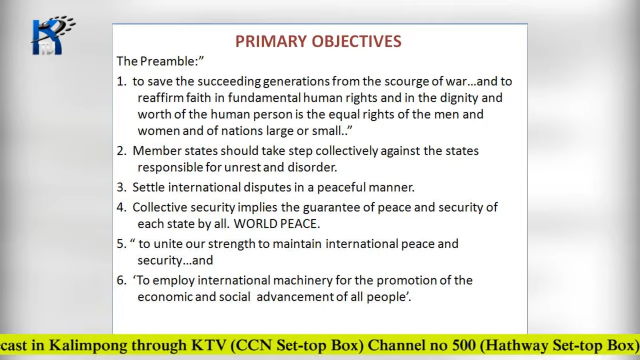 PRIMARY OBJECTIVES
The Preamble:”
1. to save the succeeding generations from the scourge of war…and to
reaffirm faith in fundamental human rights and in the dignity and
worth of the human person is the equal rights of the men and
women and of nations large or small..”
2. Member states should take step collectively against the states
responsible for unrest and disorder.
3. Settle international disputes in a peaceful manner.
4. Collective security implies the guarantee of peace and security of
each state by all. WORLD PEACE.
5. “ to unite our strength to maintain international peace and
security…and
6. ‘To employ international machinery for the promotion of the
economic and social advancement of all people’.
cast in Kalimpong through KTV (CCN Set-top Box) Channel no 500 (Hathway Set-top Box)